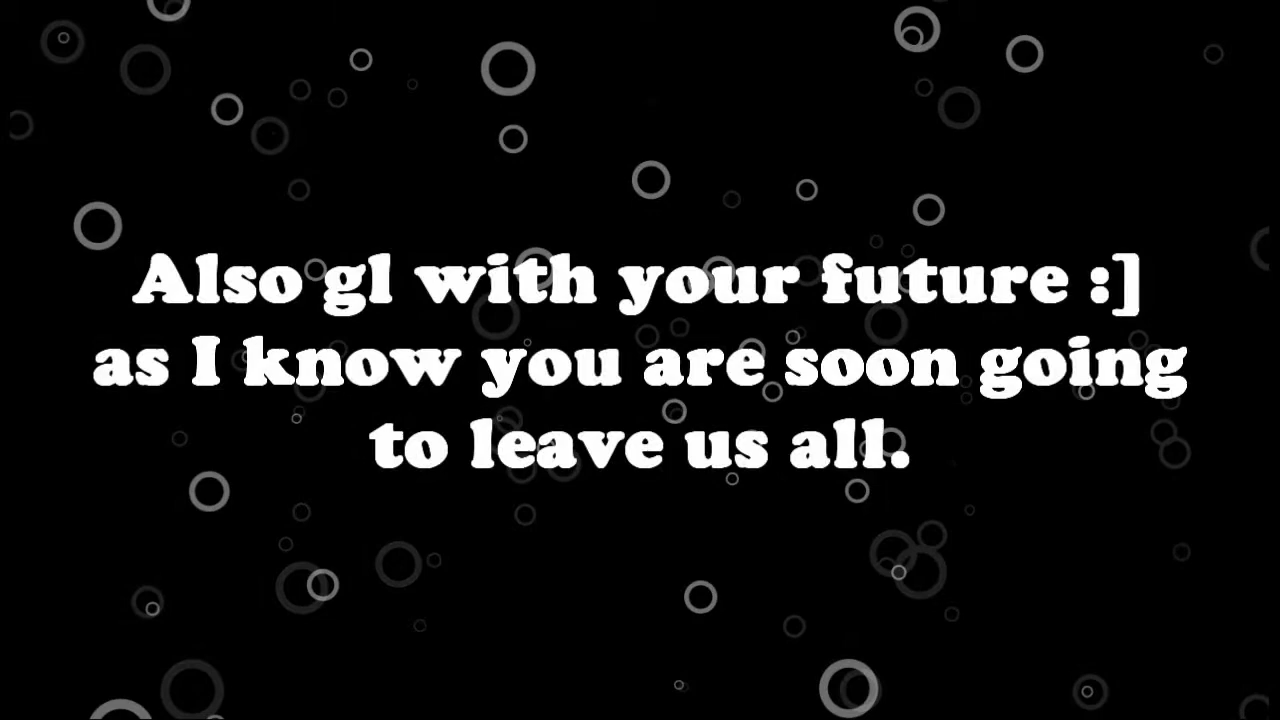 Also gl with your future :]
as I know you are soon going
to leave us all.